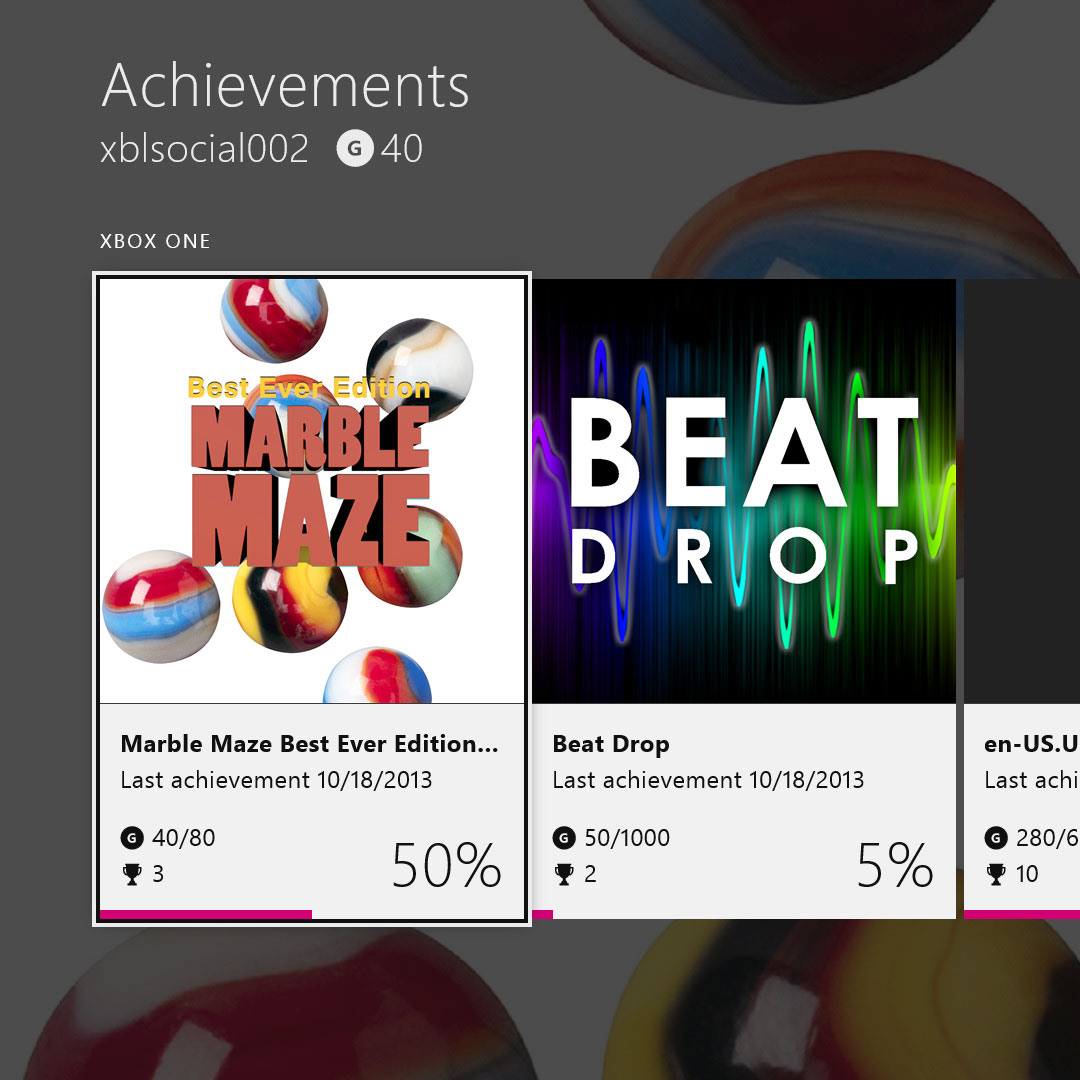 Achievements
xblsocial002 G 40
XBOX ONE
Best Ever Edition
MARBLE
MAZE
Marble Maze Best Ever Edition...
Last achievement 10/18/2013
G 40/80
3
50%
BEAT
DROP
Beat Drop
Last achievement 10/18/2013
G 50/1000
2
5%
en-US.U
Last achi
G 280/6
10